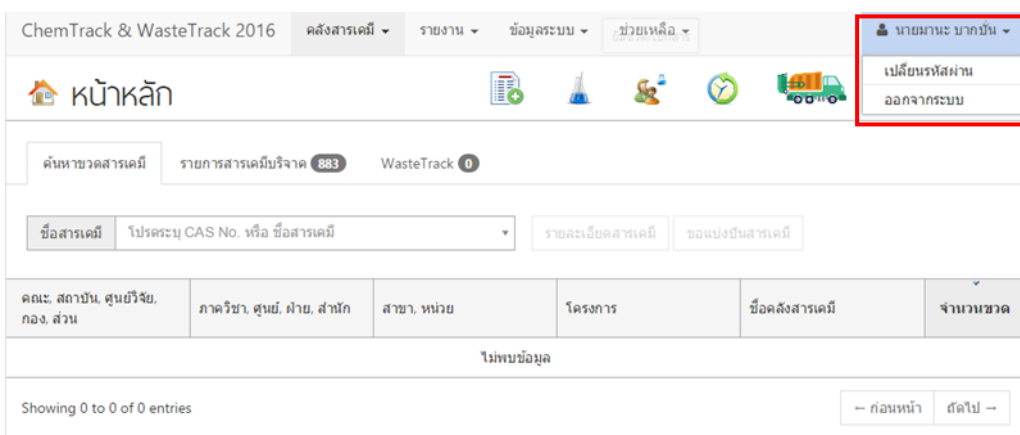 ChemTrack & WasteTrack 2016 คลังสารเคมี รายงาน ข้อมูลระบบ ช่วยเหลือ นายมานะ บากบั่น
เปลี่ยนรหัสผ่าน
ออกจากระบบ
หน้าหลัก
ค้นหาขวดสารเคมี รายการสารเคมีบริจาค 883 WasteTrack 0
ชื่อสารเคมี โปรดระบุ CAS No. หรือ ชื่อสารเคมี รายละเอียดสารเคมี ขอแบ่งปันสารเคมี
คณะ, สถาบัน, ศูนย์วิจัย, กอง, ส่วน ภาควิชา, ศูนย์, ฝ่าย, สำนัก สาขา, หน่วย โครงการ ชื่อคลังสารเคมี จำนวนขวด
ไม่พบข้อมูล
Showing 0 to 0 of 0 entries ← ก่อนหน้า ถัดไป →